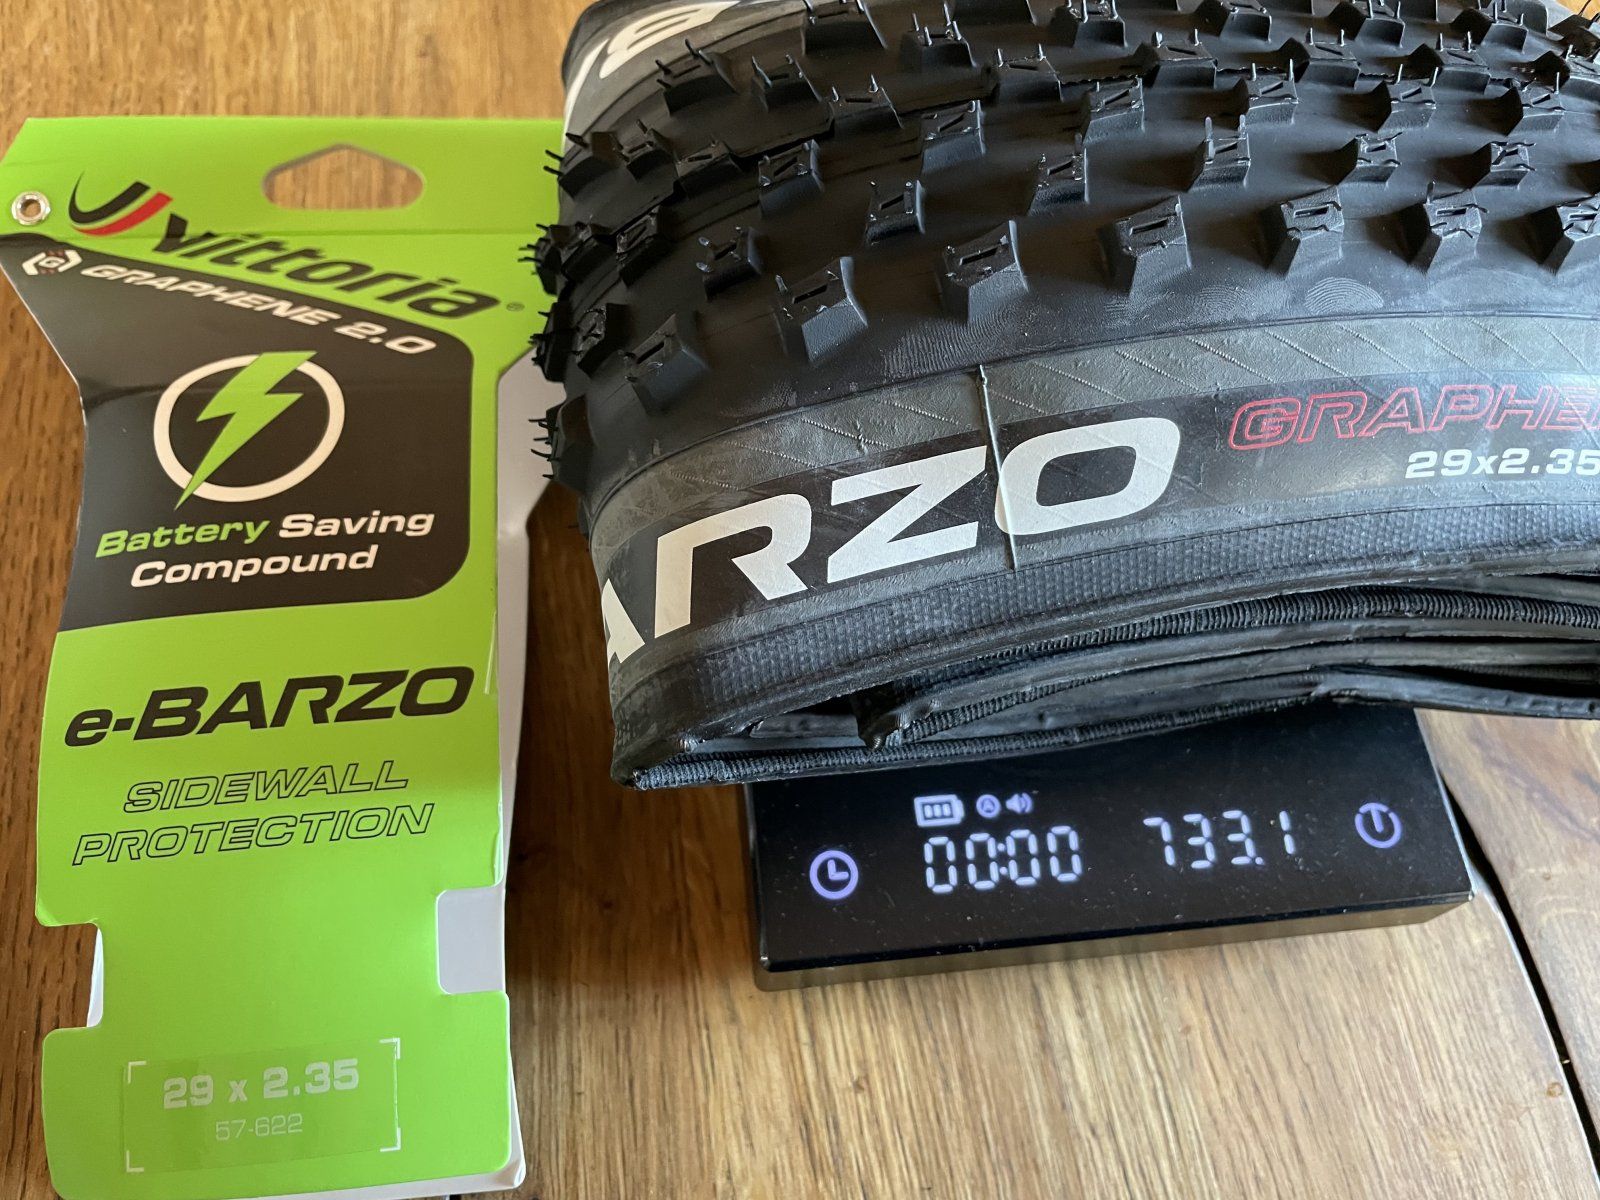 vittoria
G GRAPHENE 2.0
Battery Saving
Compound
e-BARZO
SIDEWALL
PROTECTION
29 x 2.35
57-622
ARZO
GRAPHE
29x2.35
00:00 733.1